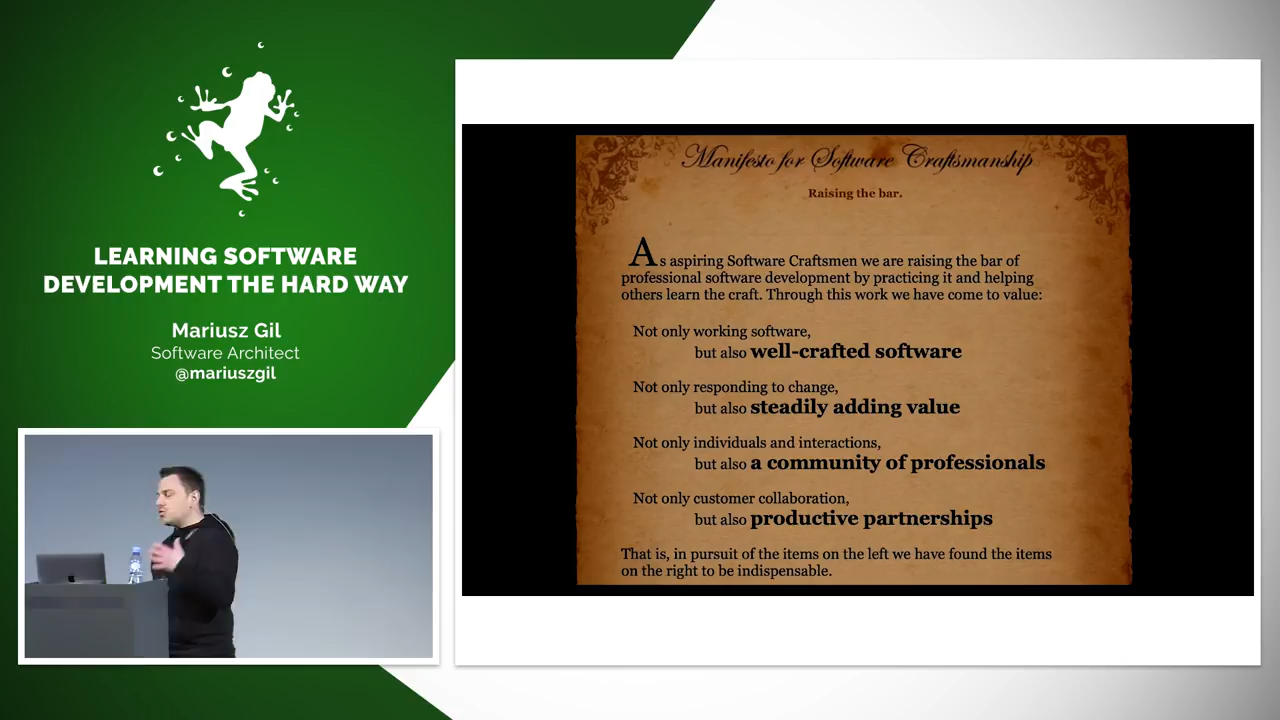 LEARNING SOFTWARE
DEVELOPMENT THE HARD WAY
Mariusz Gil
Software Architect
@mariuszgil
Manifesto for Software Craftsmanship
Raising the bar.
As aspiring Software Craftsmen we are raising the bar of
professional software development by practicing it and helping
others learn the craft. Through this work we have come to value:
Not only working software,
but also well-crafted software
Not only responding to change,
but also steadily adding value
Not only individuals and interactions,
but also a community of professionals
Not only customer collaboration,
but also productive partnerships
That is, in pursuit of the items on the left we have found the items
on the right to be indispensable.